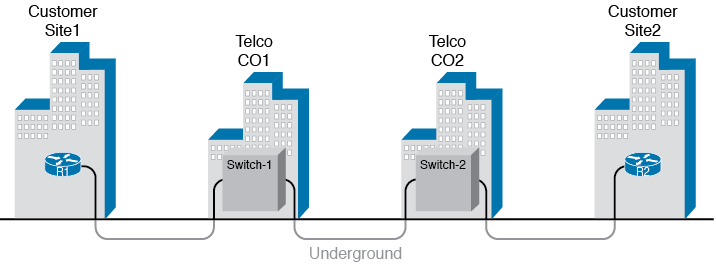 Customer
Site1
Telco
CO1
Telco
CO2
Customer
Site2
R1
Switch-1
Switch-2
R2
Underground